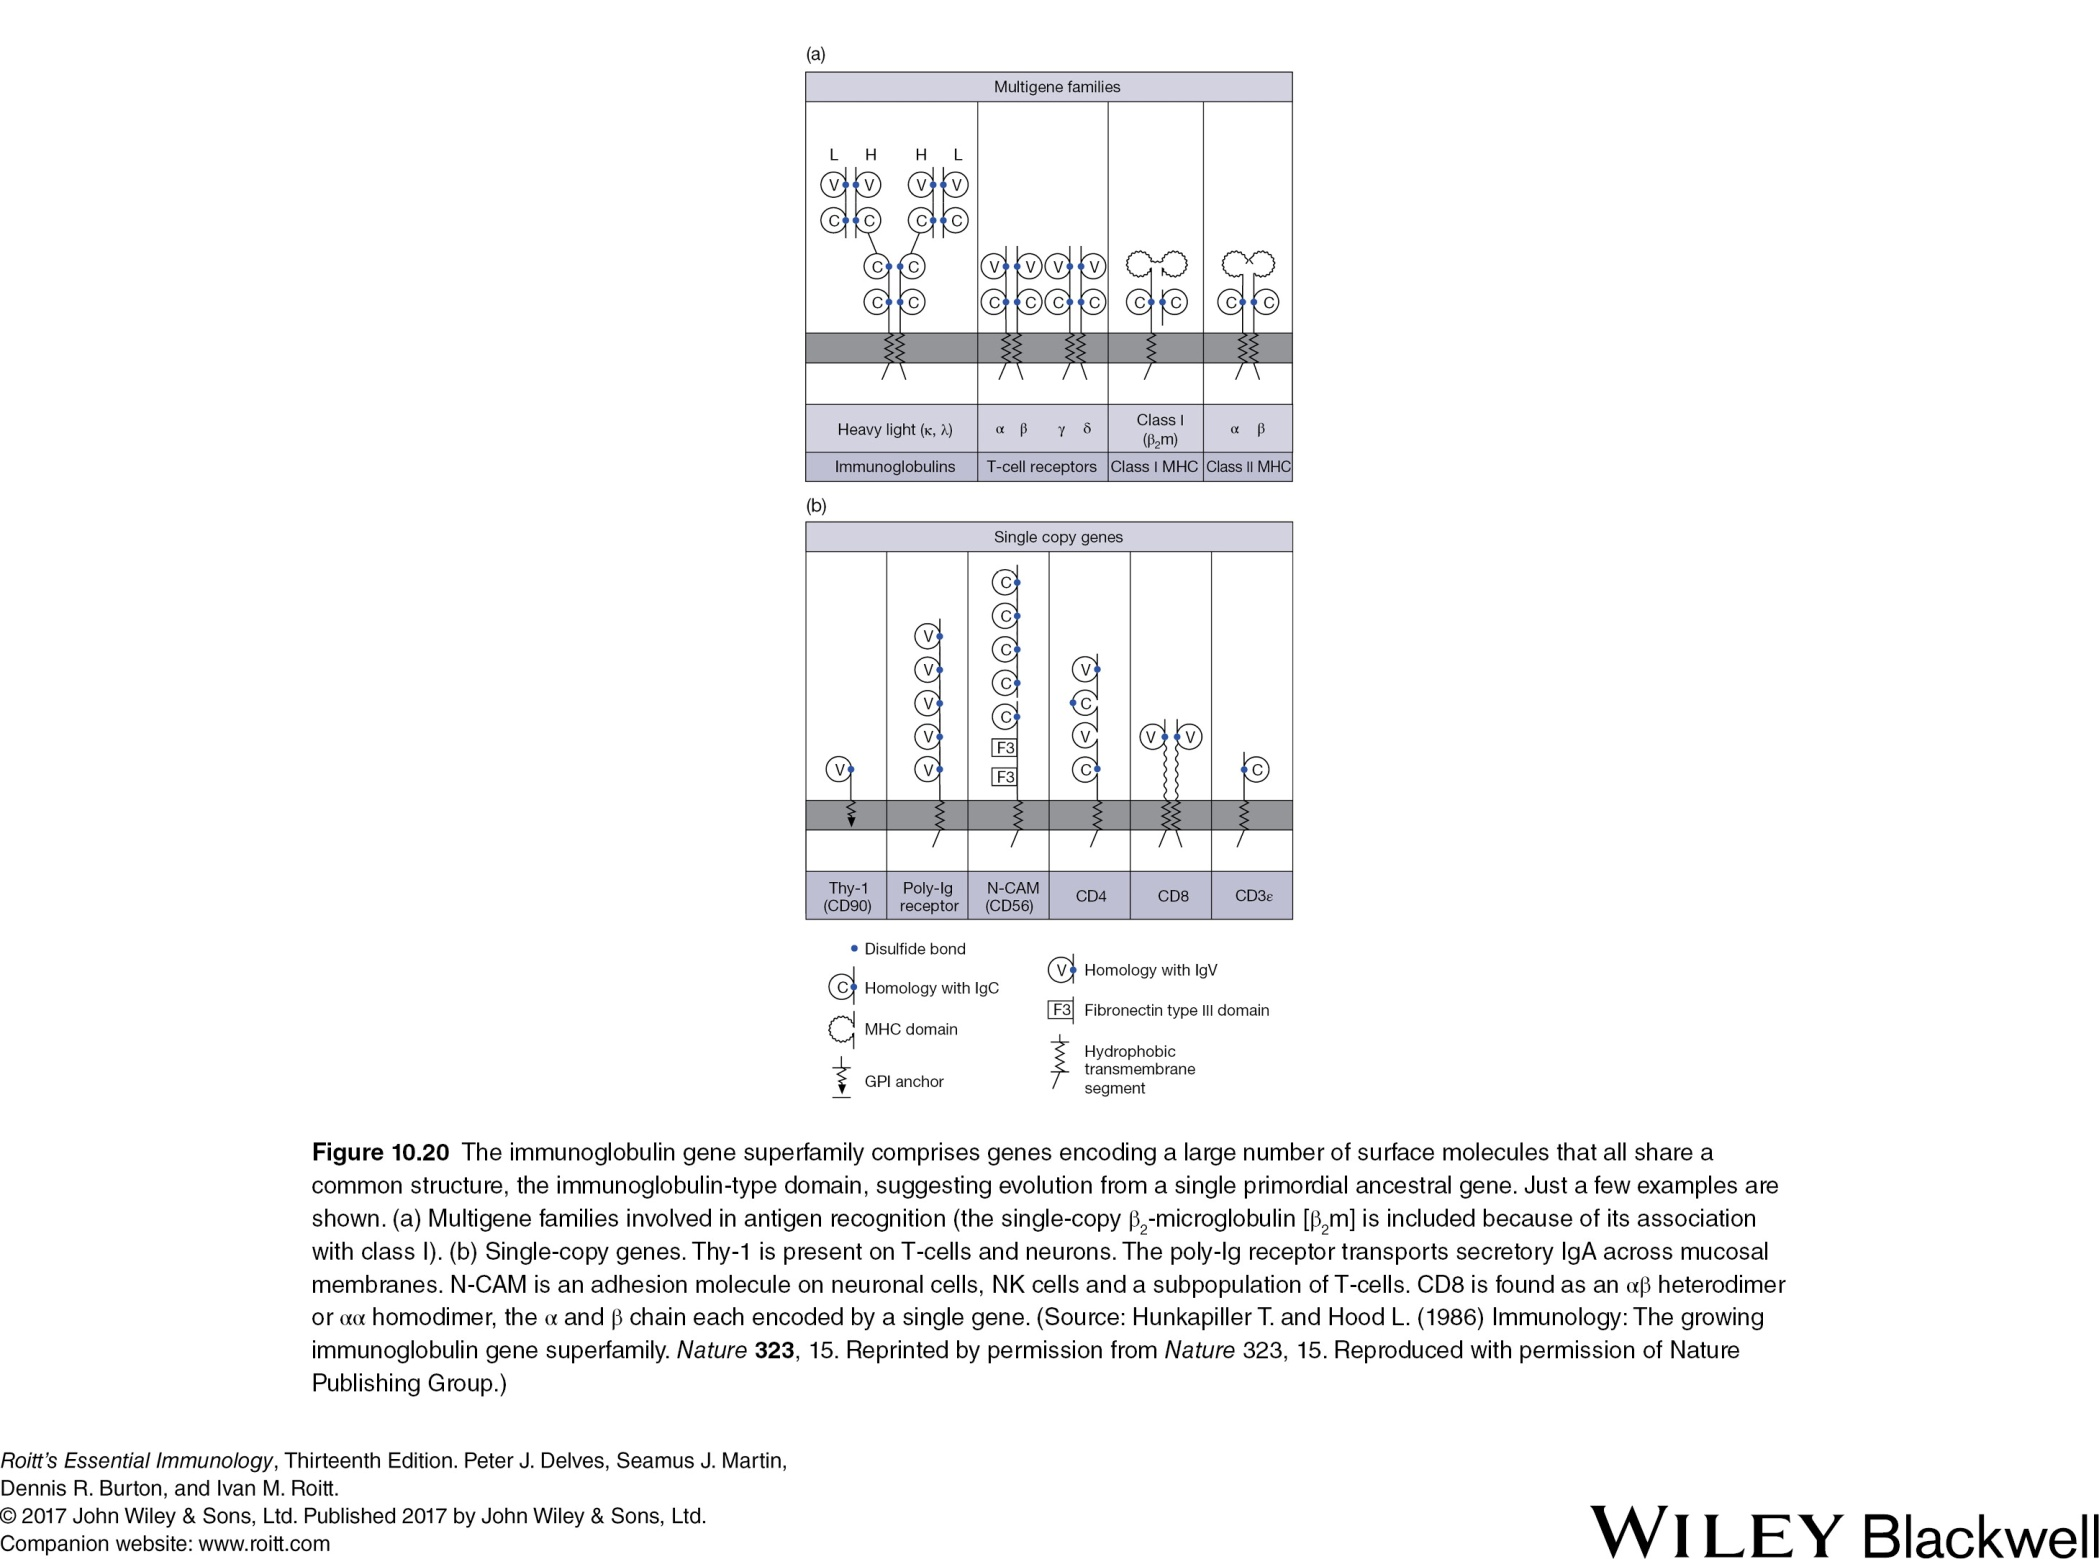 (a)
Multigene families
L H H L
V V V V
C C C C
C C V V V V
C C C C C C C C C C
Heavy light (κ, λ) α β γ δ Class I (β₂m) α β
Immunoglobulins T-cell receptors Class I MHC Class II MHC
(b)
Single copy genes
C
V C
V C V
V C C
V C V V V
F3
V V F3 C C
Thy-1 (CD90) Poly-Ig receptor N-CAM (CD56) CD4 CD8 CD3ε
Disulfide bond
C Homology with IgC
MHC domain
GPI anchor
V Homology with IgV
F3 Fibronectin type III domain
Hydrophobic
transmembrane
segment
Figure 10.20 The immunoglobulin gene superfamily comprises genes encoding a large number of surface molecules that all share a
common structure, the immunoglobulin-type domain, suggesting evolution from a single primordial ancestral gene. Just a few examples are
shown. (a) Multigene families involved in antigen recognition (the single-copy β₂-microglobulin [β₂m] is included because of its association
with class I). (b) Single-copy genes. Thy-1 is present on T-cells and neurons. The poly-Ig receptor transports secretory IgA across mucosal
membranes. N-CAM is an adhesion molecule on neuronal cells, NK cells and a subpopulation of T-cells. CD8 is found as an αβ heterodimer
or αα homodimer, the α and β chain each encoded by a single gene. (Source: Hunkapiller T. and Hood L. (1986) Immunology: The growing
immunoglobulin gene superfamily. Nature 323, 15. Reprinted by permission from Nature 323, 15. Reproduced with permission of Nature
Publishing Group.)
Roitt's Essential Immunology, Thirteenth Edition. Peter J. Delves, Seamus J. Martin,
Dennis R. Burton, and Ivan M. Roitt.
© 2017 John Wiley & Sons, Ltd. Published 2017 by John Wiley & Sons, Ltd.
Companion website: www.roitt.com
WILEY Blackwell